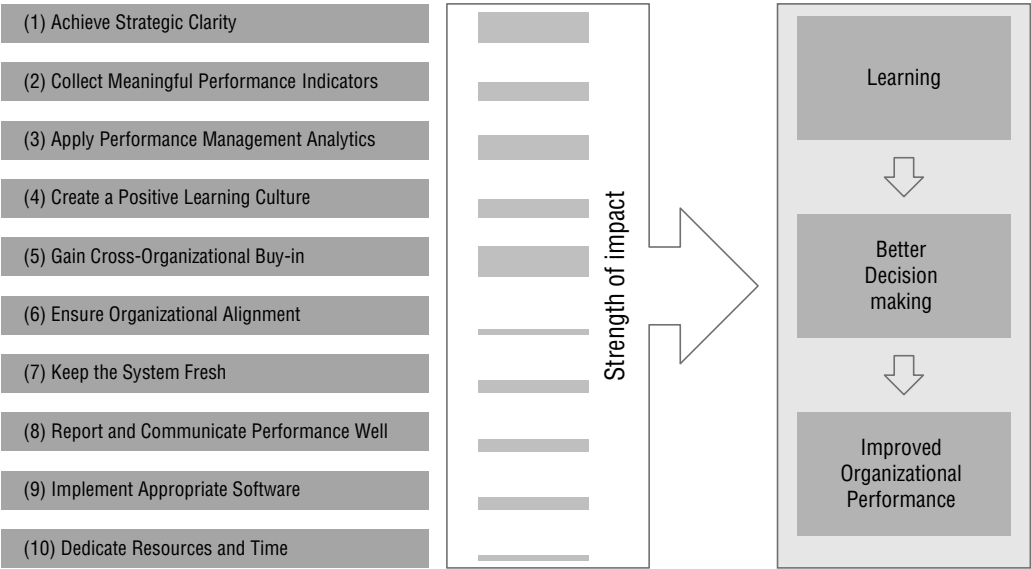 (1) Achieve Strategic Clarity
(2) Collect Meaningful Performance Indicators
(3) Apply Performance Management Analytics
(4) Create a Positive Learning Culture
(5) Gain Cross-Organizational Buy-in
(6) Ensure Organizational Alignment
(7) Keep the System Fresh
(8) Report and Communicate Performance Well
(9) Implement Appropriate Software
(10) Dedicate Resources and Time
Strength of impact
Learning
Better
Decision
making
Improved
Organizational
Performance